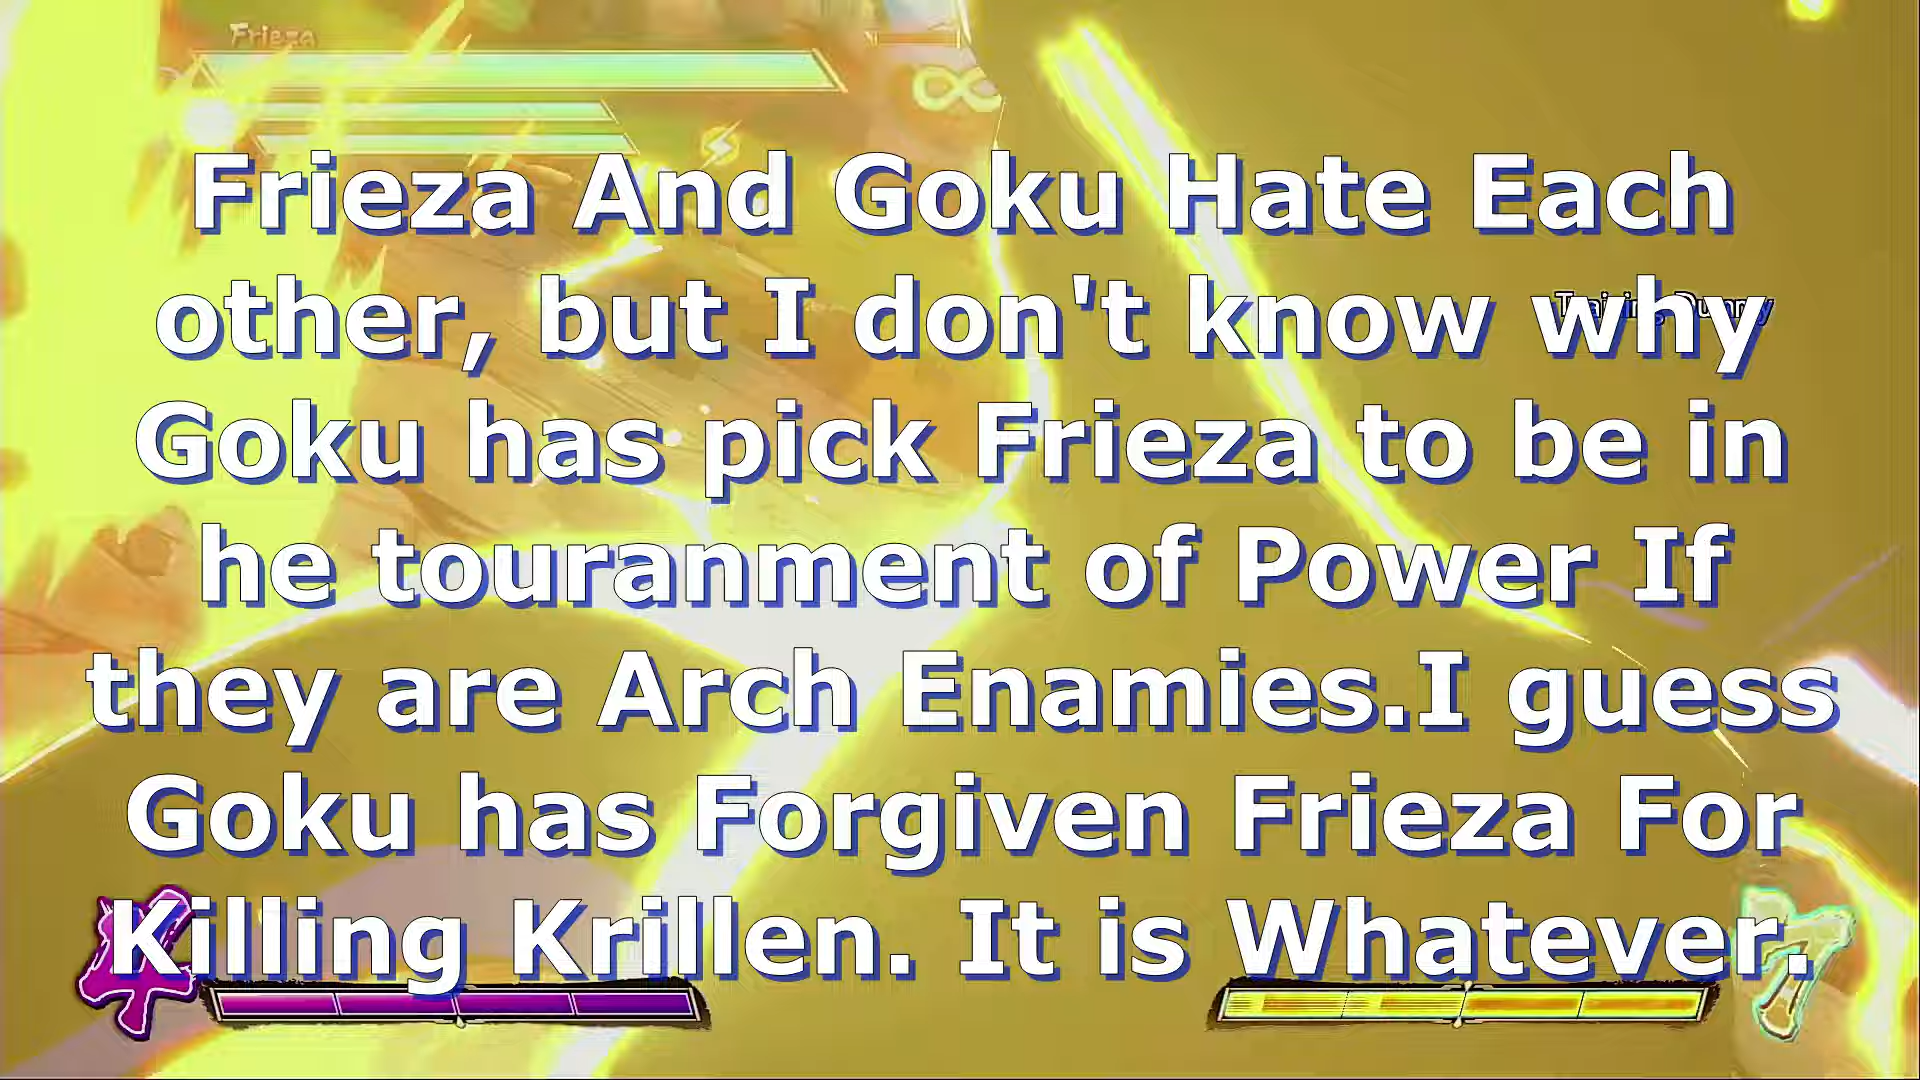 Frieza
Frieza And Goku Hate Each
other, but I don't know why
Training Dummy
Goku has pick Frieza to be in
he touranment of Power If
they are Arch Enamies.I guess
Goku has Forgiven Frieza For
Killing Krillen. It is Whatever.